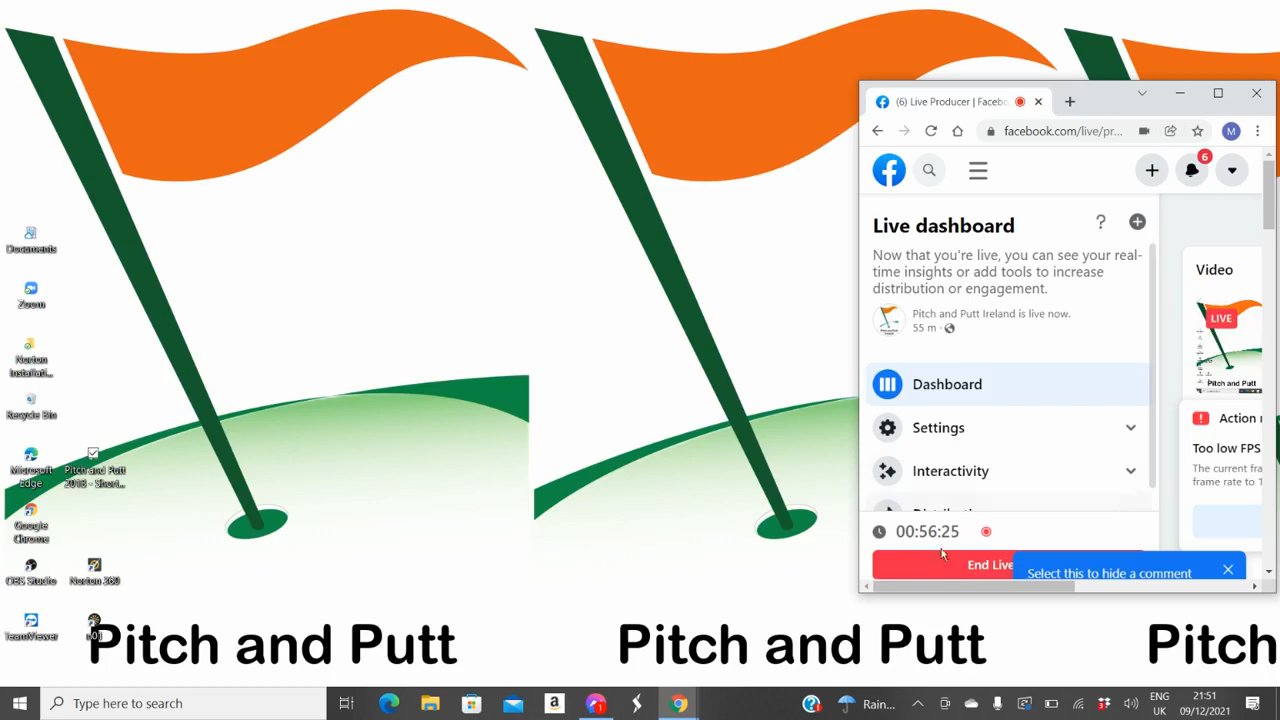 Documents
Zoom
Norton
Installati...
Recycle Bin
Microsoft
Edge
Pitch and Putt
2018 - Shori...
Google
Chrome
OBS Studio
Norton 360
TeamViewer
Pitch and Putt
Pitch and Putt
Pitch
(6) Live Producer | Facebo
facebook.com/live/pr...
M
6
Live dashboard
?
Now that you're live, you can see your real-
time insights or add tools to increase
distribution or engagement.
Pitch and Putt Ireland is live now.
55 m
Dashboard
Settings
Interactivity
00:56:25
End Live
Select this to hide a comment
Video
LIVE
Pitch and Putt
Action
Too low FPS
The current fra
frame rate to 1
Type here to search
Rain...
ENG
UK
21:51
09/12/2021